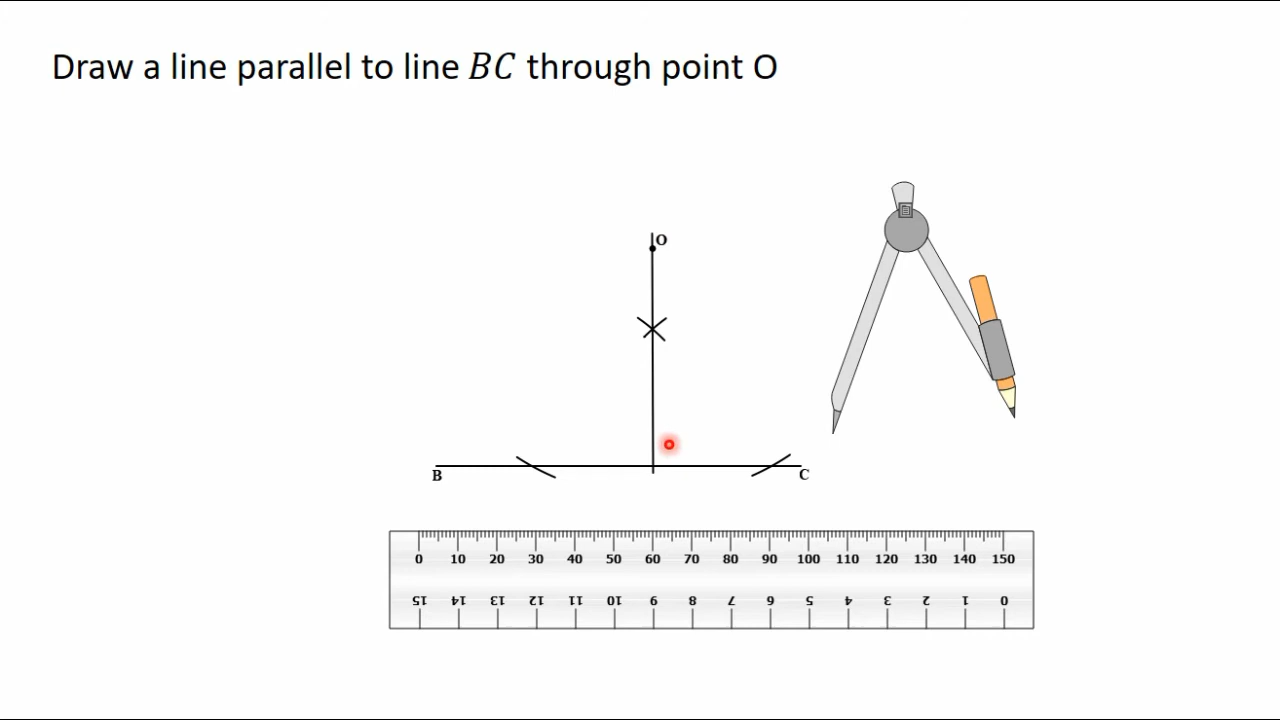 Draw a line parallel to line BC through point O
O
B
C
0 10 20 30 40 50 60 70 80 90 100 110 120 130 140 150
15 14 13 12 11 10 9 8 7 6 5 4 3 2 1 0